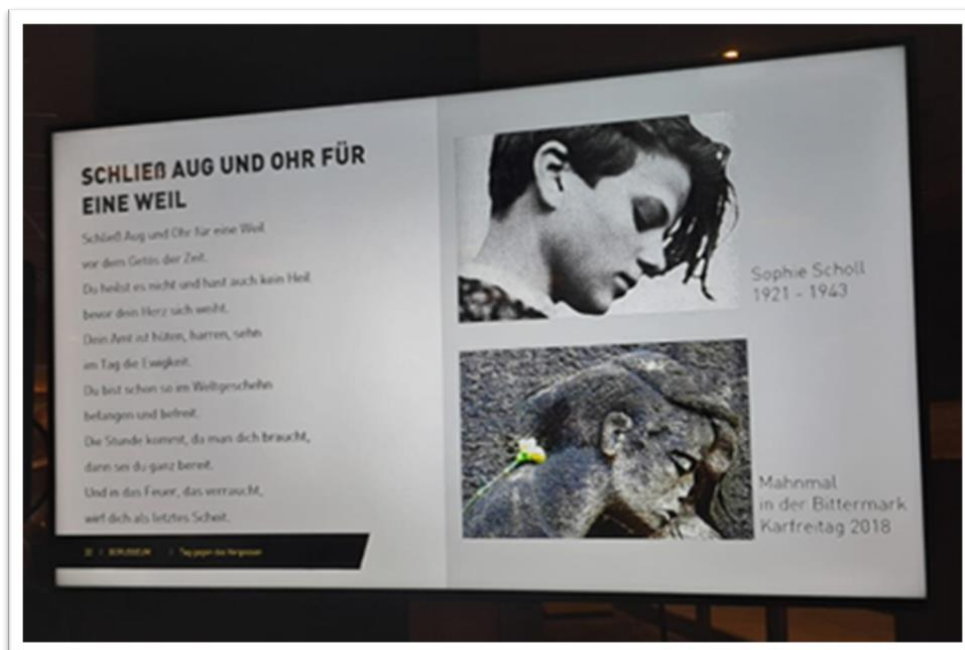 SCHLIEß AUG UND OHR FÜR
EINE WEIL
Schließ Aug und Ohr für eine Weil
vor dem Getös der Zeit.
Du heilst es nicht und hast auch kein Heil
bevor dein Herz sich weiht.
Dein Amt ist hüten, harren, sehn
im Tag die Ewigkeit.
Du bist schon so im Weltgeschehn
befangen und befreit.
Die Stunde kommt, da man dich braucht,
dann sei du ganz bereit.
Und in das Feuer, das verraucht,
wirf dich als letztes Scheit.
Tag gegen das Vergessen
Sophie Scholl
1921 - 1943
Mahnmal
in der Bittermark
Karfreitag 2018